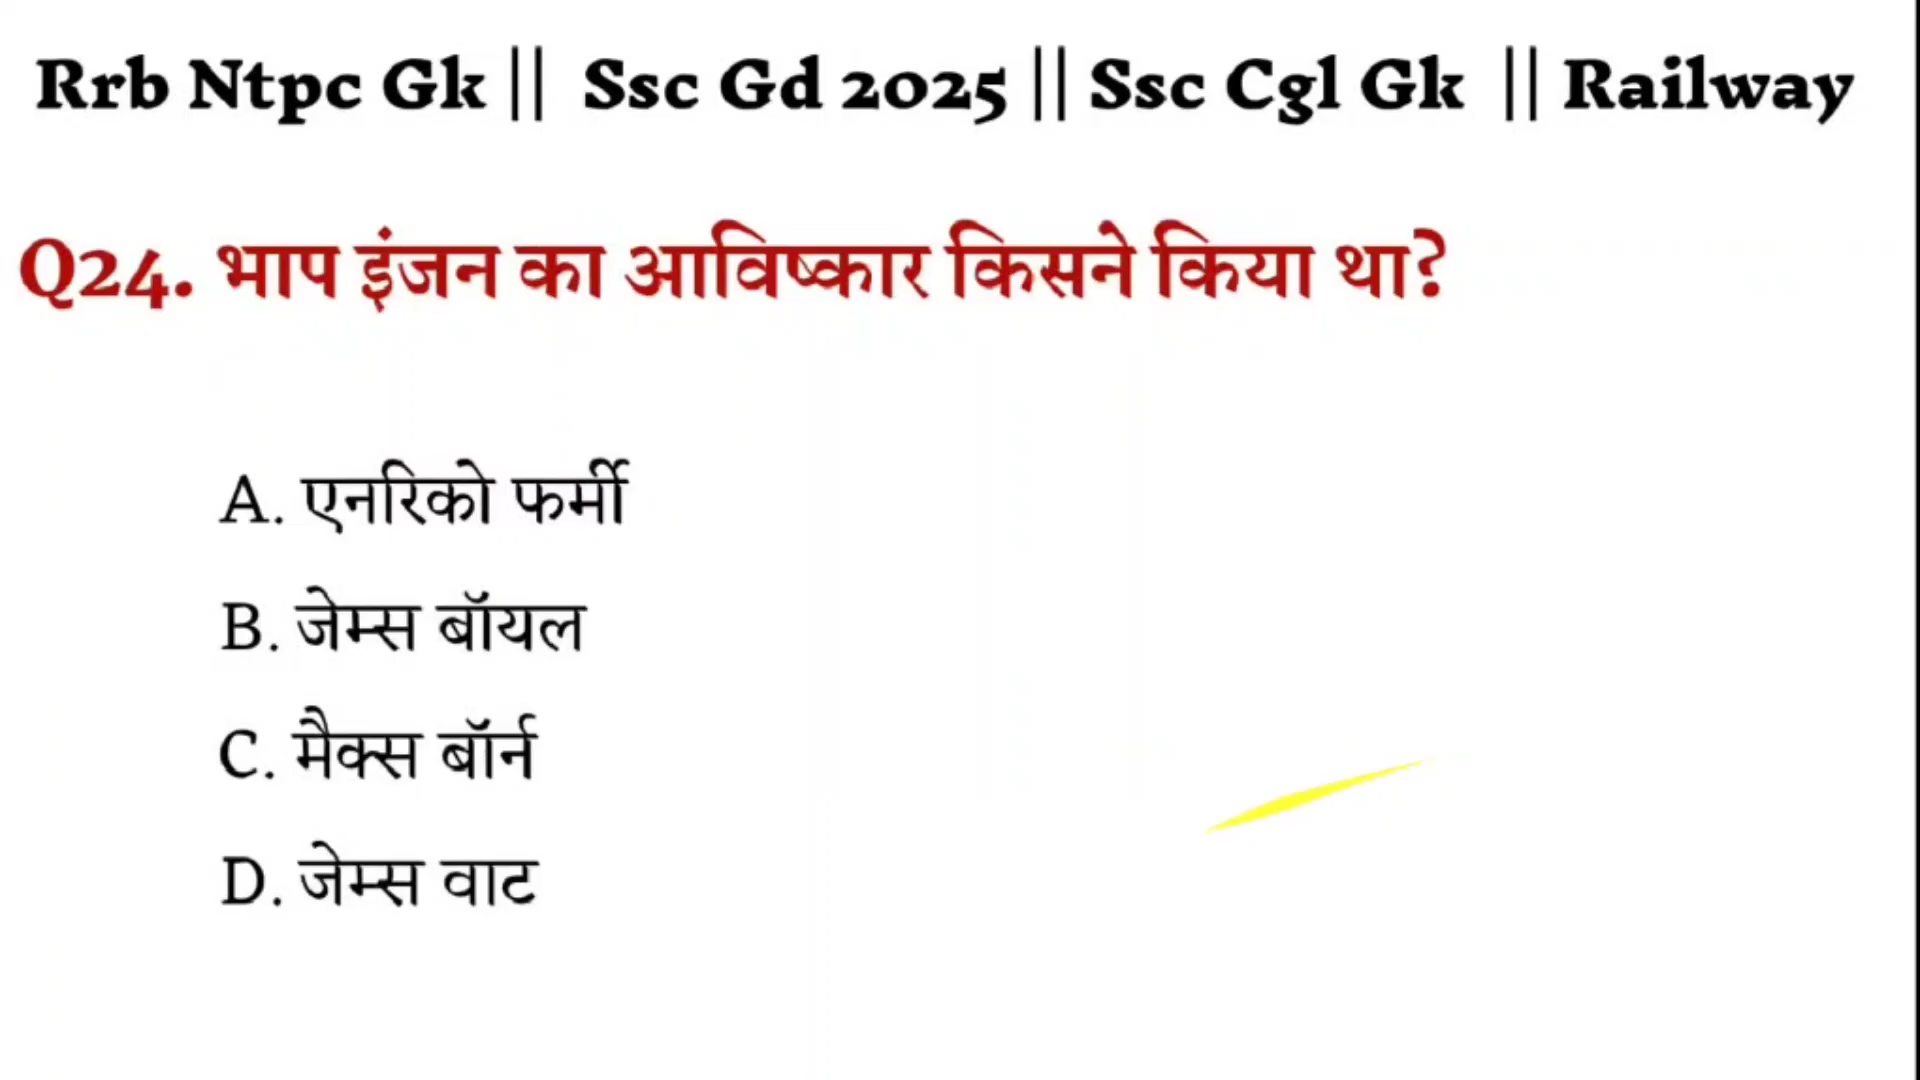 Rrb Ntpc Gk || Ssc Gd 2025 || Ssc Cgl Gk || Railway
Q24. भाप इंजन का आविष्कार किसने किया था?
A. एनरिको फर्मी
B. जेम्स बॉयल
C. मैक्स बॉर्न
D. जेम्स वाट